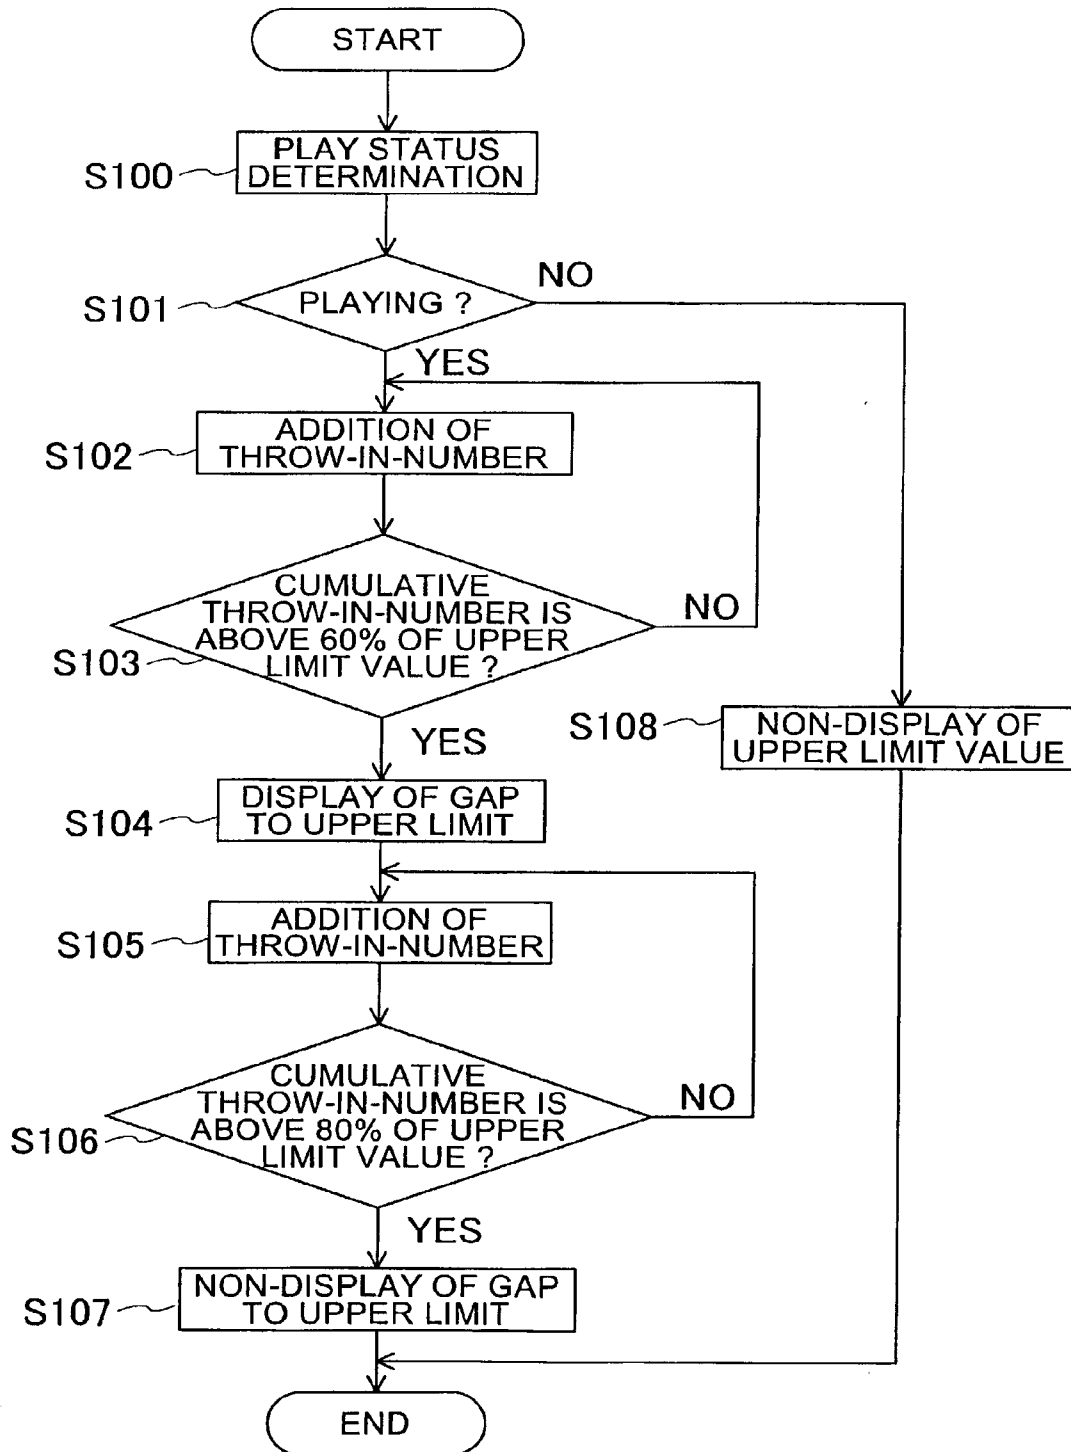 START
S100
PLAY STATUS
DETERMINATION
NO
S101
PLAYING ?
YES
S102
ADDITION OF
THROW-IN-NUMBER
S103
CUMULATIVE
THROW-IN-NUMBER IS
ABOVE 60% OF UPPER
LIMIT VALUE ?
NO
YES
S108
NON-DISPLAY OF
UPPER LIMIT VALUE
S104
DISPLAY OF GAP
TO UPPER LIMIT
S105
ADDITION OF
THROW-IN-NUMBER
S106
CUMULATIVE
THROW-IN-NUMBER IS
ABOVE 80% OF UPPER
LIMIT VALUE ?
NO
YES
S107
NON-DISPLAY OF GAP
TO UPPER LIMIT
END